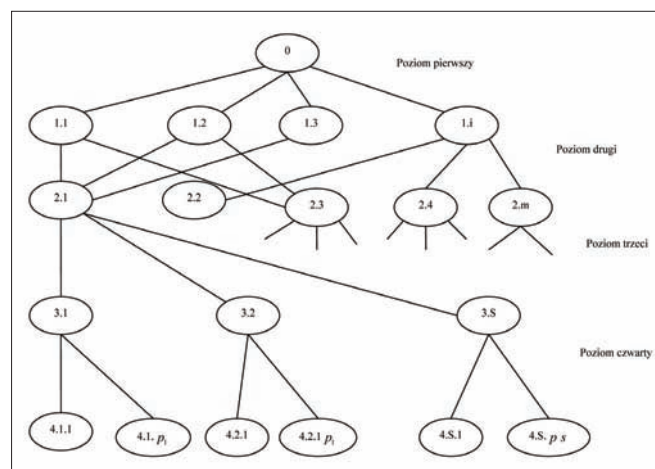 0
Poziom pierwszy
1.1
1.2
1.3
1.i
Poziom drugi
2.1
2.2
2.3
2.4
2.m
Poziom trzeci
3.1
3.2
3.S
Poziom czwarty
4.1.1
4.1. p₁
4.2.1
4.2.1 p₁
4.S.1
4.S. p s